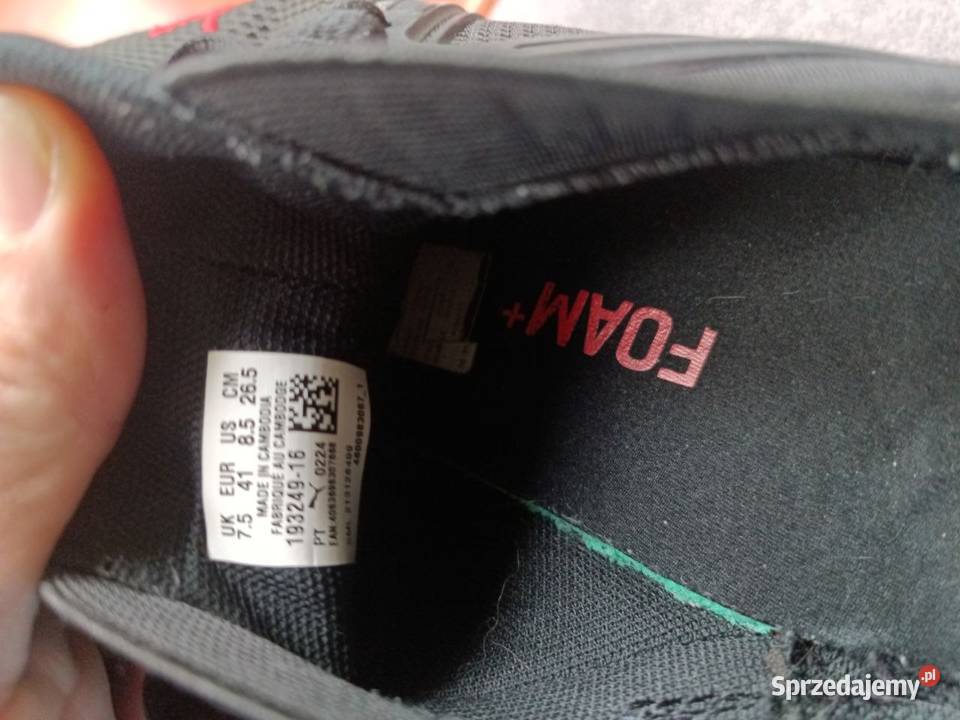 UK EUR US CM
7.5 41 8.5 26.5
MADE IN CAMBODIA
FABRIQUE AU CAMBODGE
193249-16
PT 0224
FOAM+
Sprzedajemy.pl